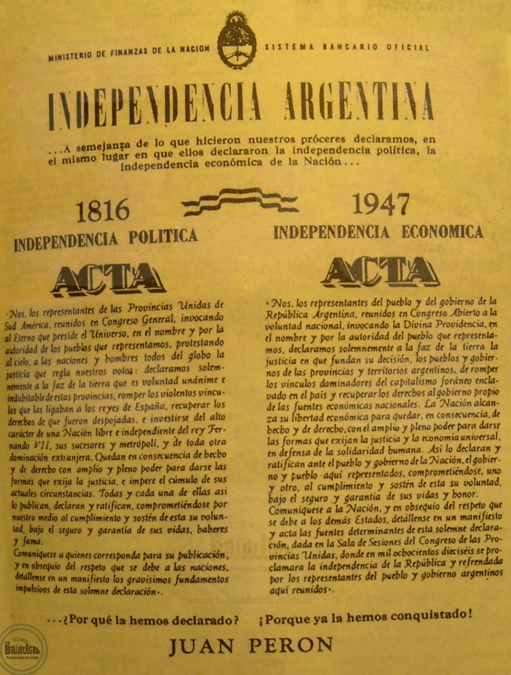 MINISTERIO DE FINANZAS DE LA NACION
SISTEMA BANCARIO OFICIAL
INDEPENDENCIA ARGENTINA
...A semejanza de lo que hicieron nuestros próceres declaramos, en
el mismo lugar en que ellos declararon la independencia política, la
independencia económica de la Nación...
1816
INDEPENDENCIA POLITICA
ACTA
«Nos, los representantes de las Provincias Unidas de
Sud América, reunidos en Congreso General, invocando
al Eterno que preside el Universo, en el nombre y por la
autoridad de los pueblos que representamos, protestando
al cielo, a las naciones y hombres todos del globo la
justicia que regla nuestros votos: declaramos solem-
nemente a la faz de la tierra que es voluntad unánime e
indubitable de estas provincias, romper los violentos víncu-
los que las ligaban a los reyes de España, recuperar los
derechos de que fueron despojadas, e investirse del alto
carácter de una Nación libre e independiente del rey Fer-
nando VII, sus sucesores y metrópoli, y de toda otra
dominación extranjera. Quedan en consecuencia de hecho
y de derecho con amplio y pleno poder para darse las
formas que exija la justicia, e impere el cúmulo de sus
actuales circunstancias. Todas y cada una de ellas así
lo publican, declaran y ratifican, comprometiéndose por
nuestro medio al cumplimiento y sostén de esta su volun-
tad, bajo el seguro y garantía de sus vidas, haberes
y fama.
Comuníquese a quienes corresponda para su publicación,
y en obsequio del respeto que se debe a las naciones,
detállense en un manifiesto los gravísimos fundamentos
impulsivos de esta solemne declaración».
1947
INDEPENDENCIA ECONOMICA
ACTA
«Nos, los representantes del pueblo y del gobierno de la
República Argentina, reunidos en Congreso Abierto a la
voluntad nacional, invocando la Divina Providencia, en
el nombre y por la autoridad del pueblo que representa-
mos, declaramos solemnemente a la faz de la tierra la
justicia en que fundan su decisión, los pueblos y gobier-
nos de las provincias y territorios argentinos, de romper
los vínculos dominadores del capitalismo foráneo encla-
vado en el país y recuperar los derechos al gobierno propio
de las fuentes económicas nacionales. La Nación alcan-
za su libertad económica para quedar, en consecuencia, de
hecho y de derecho, con el amplio y pleno poder para darse
las formas que exijan la justicia y la economía universal,
en defensa de la solidaridad humana. Así lo declaran y
ratifican ante el pueblo y gobierno de la Nación, el gobier-
no y pueblo aquí representados, comprometiéndose, uno
y otro, al cumplimiento y sostén de esta su voluntad,
bajo el seguro y garantía de sus vidas y honor.
Comuníquese a la Nación, y en obsequio del respeto que
se debe a los demás Estados, detállense en un manifiesto
y acta las fuentes determinantes de esta solemne declara-
ción, dada en la Sala de Sesiones del Congreso de las Pro-
vincias Unidas, donde en mil ochocientos dieciséis se pro-
clamara la independencia de la República y refrendada
por los representantes del pueblo y gobierno argentinos
aquí reunidos».
...¿Por qué la hemos declarado? ¡Porque ya la hemos conquistado!
JUAN PERON